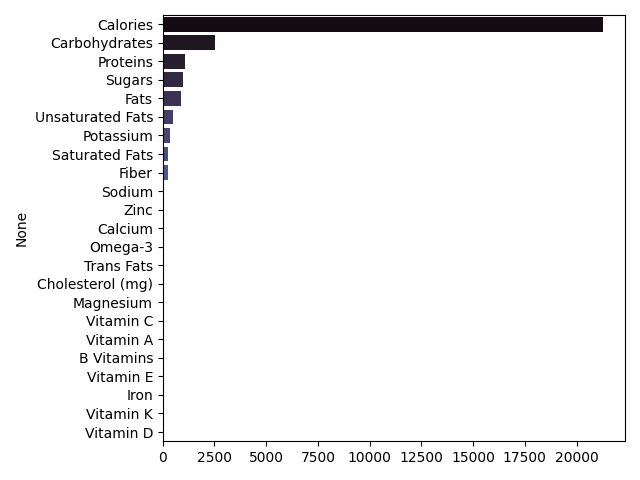 Calories
Carbohydrates
Proteins
Sugars
Fats
Unsaturated Fats
Potassium
Saturated Fats
Fiber
Sodium
Zinc
Calcium
Omega-3
Trans Fats
Cholesterol (mg)
Magnesium
Vitamin C
Vitamin A
B Vitamins
Vitamin E
Iron
Vitamin K
Vitamin D
None
0 2500 5000 7500 10000 12500 15000 17500 20000